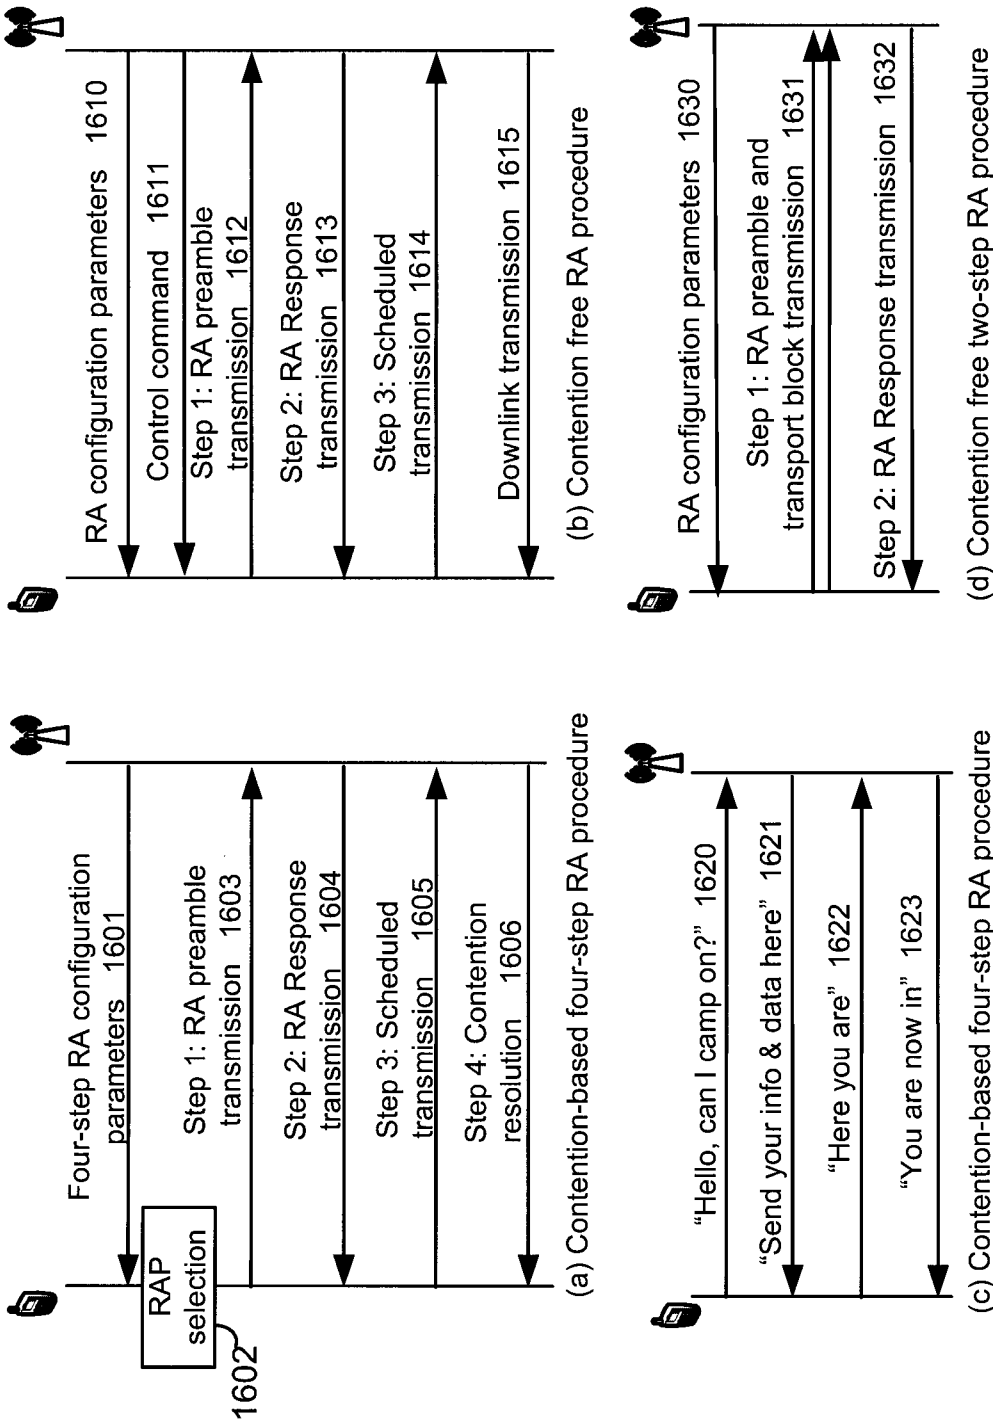 Four-step RA configuration
parameters 1601
RAP
selection
1602
Step 1: RA preamble
transmission 1603
Step 2: RA Response
transmission 1604
Step 3: Scheduled
transmission 1605
Step 4: Contention
resolution 1606
(a) Contention-based four-step RA procedure
RA configuration parameters 1610
Control command 1611
Step 1: RA preamble
transmission 1612
Step 2: RA Response
transmission 1613
Step 3: Scheduled
transmission 1614
Downlink transmission 1615
(b) Contention free RA procedure
“Hello, can I camp on?” 1620
“Send your info & data here” 1621
“Here you are” 1622
“You are now in” 1623
(c) Contention-based four-step RA procedure
RA configuration parameters 1630
Step 1: RA preamble and
transport block transmission 1631
Step 2: RA Response transmission 1632
(d) Contention free two-step RA procedure